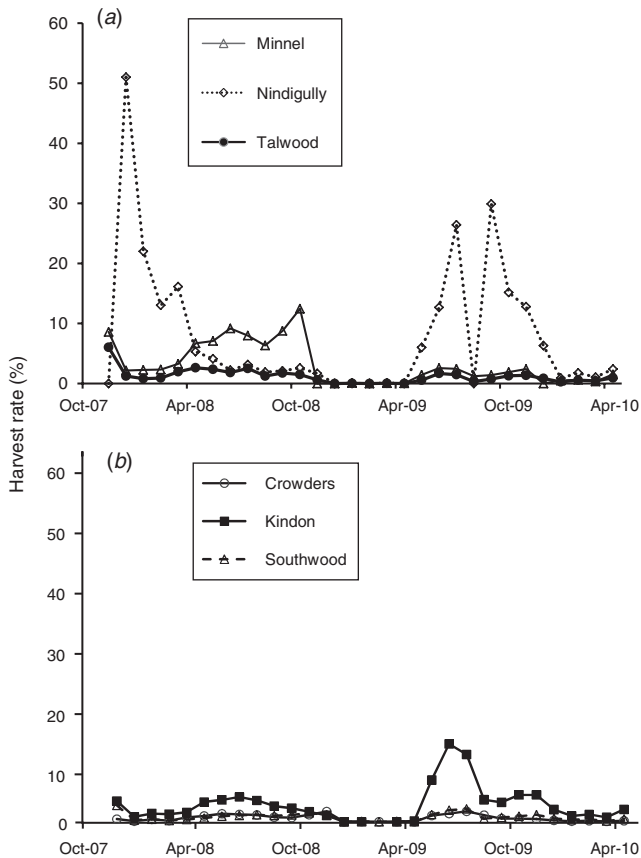 (a)
60
50
40
30
20
10
0
Minnel
Nindigully
Talwood
Oct-07 Apr-08 Oct-08 Apr-09 Oct-09 Apr-10
Harvest rate (%)
(b)
60
50
40
30
20
10
0
Crowders
Kindon
Southwood
Oct-07 Apr-08 Oct-08 Apr-09 Oct-09 Apr-10